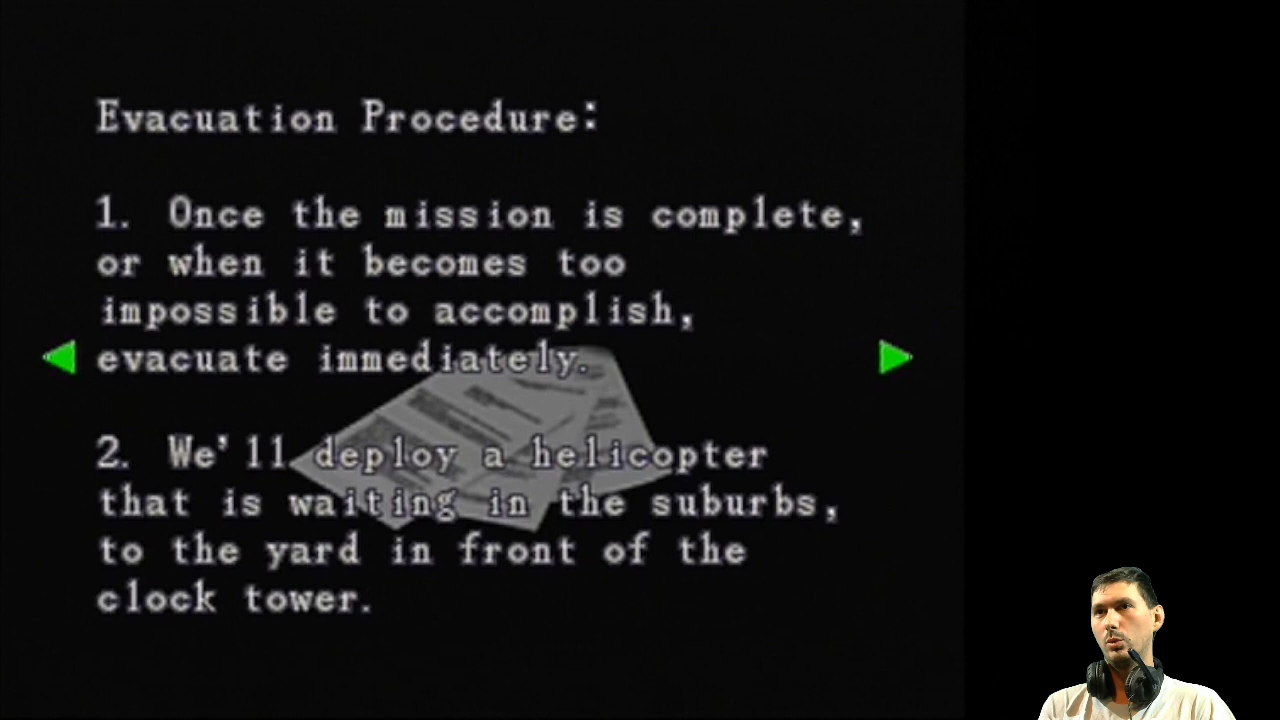 Evacuation Procedure:
1. Once the mission is complete,
or when it becomes too
impossible to accomplish,
evacuate immediately.
2. We'll deploy a helicopter
that is waiting in the suburbs,
to the yard in front of the
clock tower.